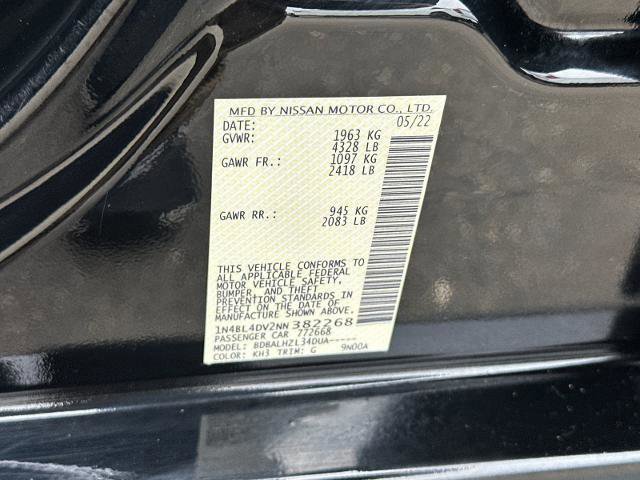 MFD BY NISSAN MOTOR CO., LTD.
DATE: 05/22
GVWR: 1963 KG
4328 LB
GAWR FR.: 1097 KG
2418 LB
GAWR RR.: 945 KG
2083 LB
THIS VEHICLE CONFORMS TO
ALL APPLICABLE FEDERAL
MOTOR VEHICLE SAFETY,
BUMPER, AND THEFT
PREVENTION STANDARDS IN
EFFECT ON THE DATE OF
MANUFACTURE SHOWN ABOVE.
1N4BL4DV2NN 382268
PASSENGER CAR 772668
MODEL: BDBALHZL34DUA-----
COLOR: KH3 TRIM: G 9N00A